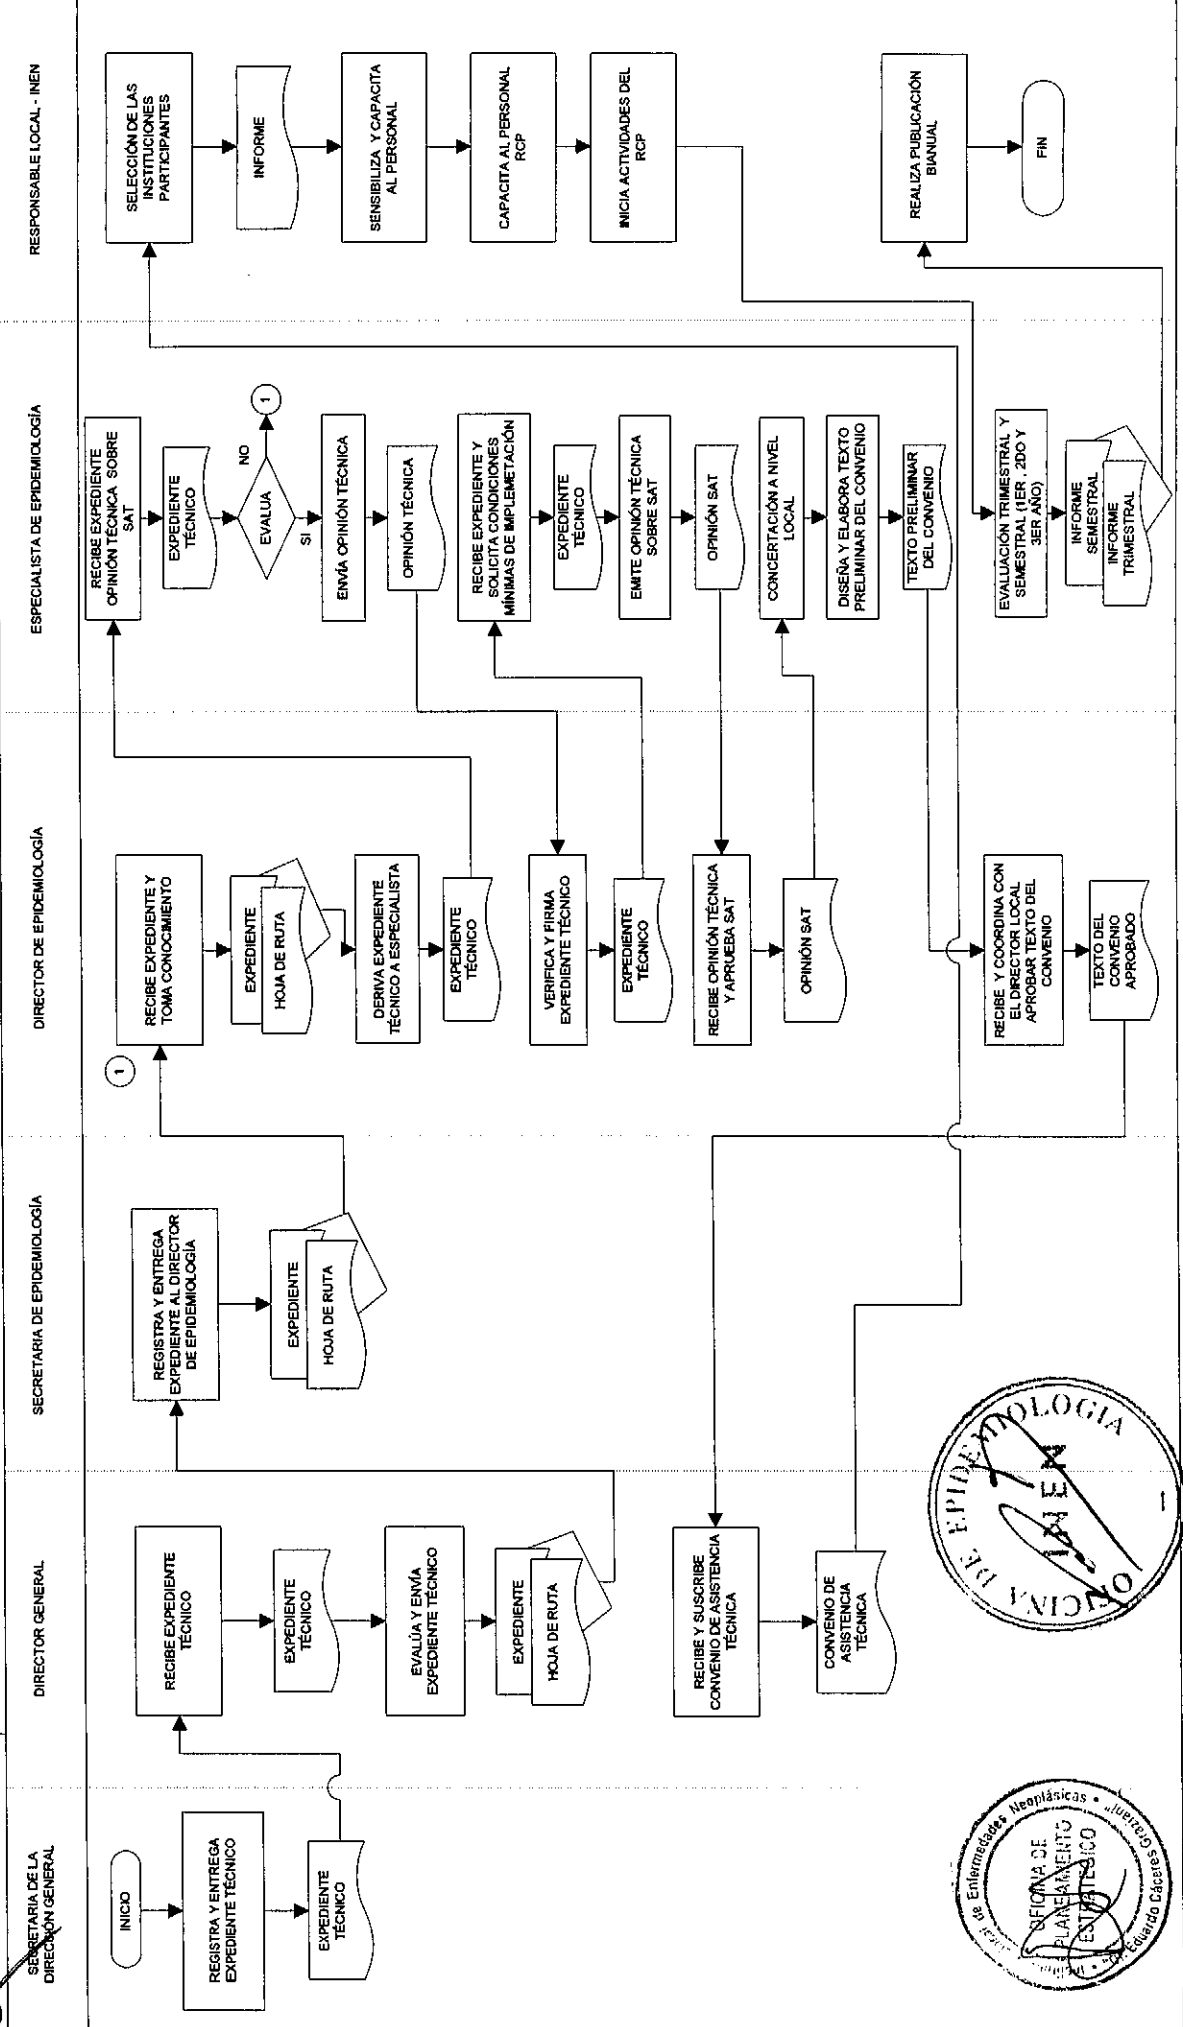 SECRETARIA DE LA
DIRECCIÓN GENERAL
INICIO
REGISTRA Y ENTREGA
EXPEDIENTE TÉCNICO
EXPEDIENTE
TÉCNICO
DIRECTOR GENERAL
RECIBE EXPEDIENTE
TÉCNICO
EXPEDIENTE
TÉCNICO
EVALÚA Y ENVÍA
EXPEDIENTE TÉCNICO
EXPEDIENTE
HOJA DE RUTA
RECIBE Y SUSCRIBE
CONVENIO DE ASISTENCIA
TÉCNICA
CONVENIO DE
ASISTENCIA
TÉCNICA
SECRETARIA DE EPIDEMIOLOGÍA
REGISTRA Y ENTREGA
EXPEDIENTE AL DIRECTOR
DE EPIDEMIOLOGÍA
EXPEDIENTE
HOJA DE RUTA
DIRECTOR DE EPIDEMIOLOGÍA
1
RECIBE EXPEDIENTE Y
TOMA CONOCIMIENTO
EXPEDIENTE
HOJA DE RUTA
DERIVA EXPEDIENTE
TÉCNICO A ESPECIALISTA
EXPEDIENTE
TÉCNICO
VERIFICA Y FIRMA
EXPEDIENTE TÉCNICO
EXPEDIENTE
TÉCNICO
RECIBE OPINIÓN TÉCNICA
Y APRUEBA SAT
OPINIÓN SAT
RECIBE Y COORDINA CON
EL DIRECTOR LOCAL
APROBAR TEXTO DEL
CONVENIO
TEXTO DEL
CONVENIO
APROBADO
ESPECIALISTA DE EPIDEMIOLOGÍA
RECIBE EXPEDIENTE
OPINIÓN TÉCNICA SOBRE
SAT
EXPEDIENTE
TÉCNICO
EVALUA
NO
1
SI
ENVÍA OPINIÓN TÉCNICA
OPINIÓN TÉCNICA
RECIBE EXPEDIENTE Y
SOLICITA CONDICIONES
MÍNIMAS DE IMPLEMETACIÓN
EXPEDIENTE
TÉCNICO
EMITE OPINIÓN TÉCNICA
SOBRE SAT
OPINIÓN SAT
CONCERTACIÓN A NIVEL
LOCAL
DISEÑA Y ELABORA TEXTO
PRELIMINAR DEL CONVENIO
TEXTO PRELIMINAR
DEL CONVENIO
EVALUACIÓN TRIMESTRAL Y
SEMESTRAL (1ER , 2DO Y
3ER AÑO)
INFORME
SEMESTRAL
INFORME
TRIMESTRAL
RESPONSABLE LOCAL - INEN
SELECCIÓN DE LAS
INSTITUCIONES
PARTICIPANTES
INFORME
SENSIBILIZA Y CAPACITA
AL PERSONAL
CAPACITA AL PERSONAL
RCP
INICIA ACTIVIDADES DEL
RCP
REALIZA PUBLICACIÓN
BIANUAL
FIN
OFICINA DE EPIDEMIOLOGIA
INEN
de Enfermedades Neoplásicas
Eduardo Cáceres Graziani
OFICINA DE
PLANEAMIENTO
ESTRATEGICO